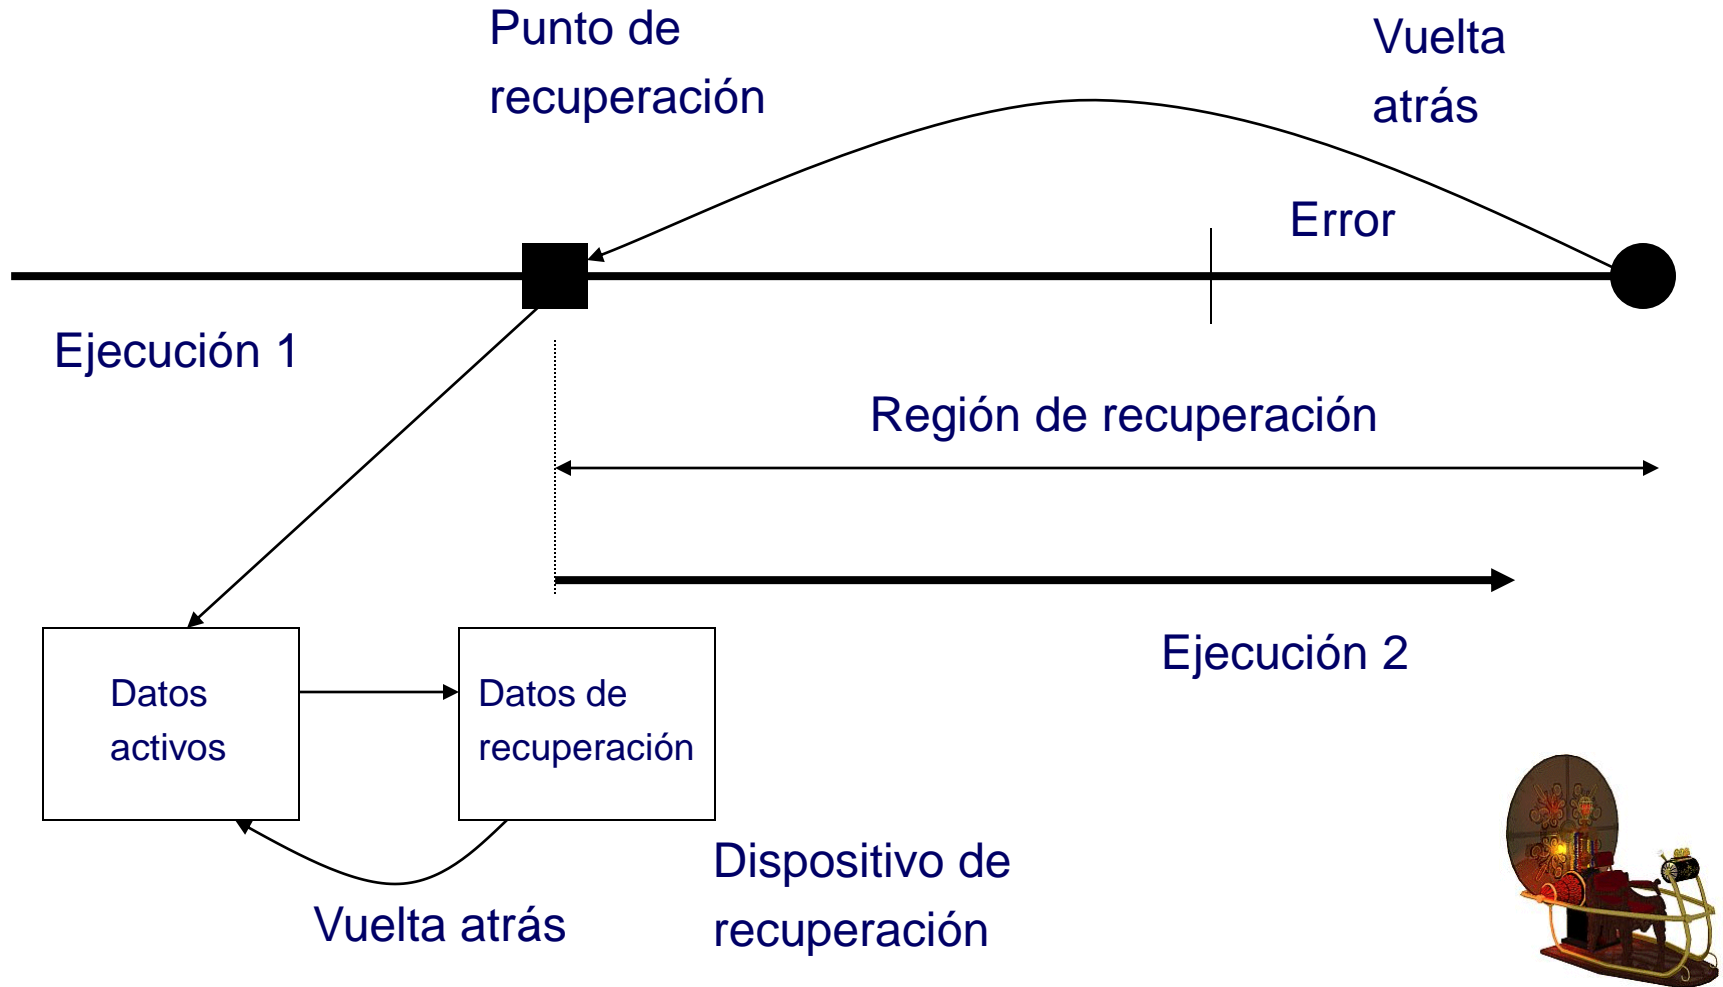 Punto de
recuperación
Vuelta
atrás
Error
Ejecución 1
Región de recuperación
Ejecución 2
Datos
activos
Datos de
recuperación
Vuelta atrás
Dispositivo de
recuperación